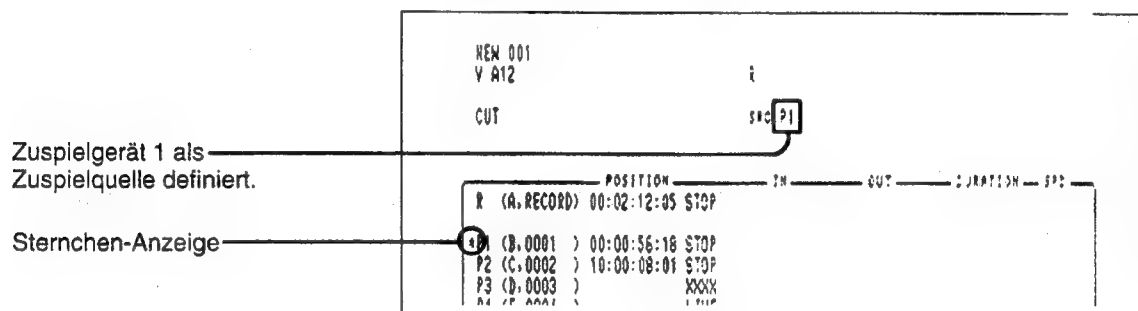 NEW 001
V A12 R
CUT SRC P1
Zuspielgerät 1 als
Zuspielquelle definiert.
POSITION IN OUT DURATION SPD
R (A,RECORD) 00:02:12:05 STOP
Sternchen-Anzeige
*P1 (B,0001 ) 00:00:56:18 STOP
P2 (C,0002 ) 10:00:08:01 STOP
P3 (D,0003 ) XXXX